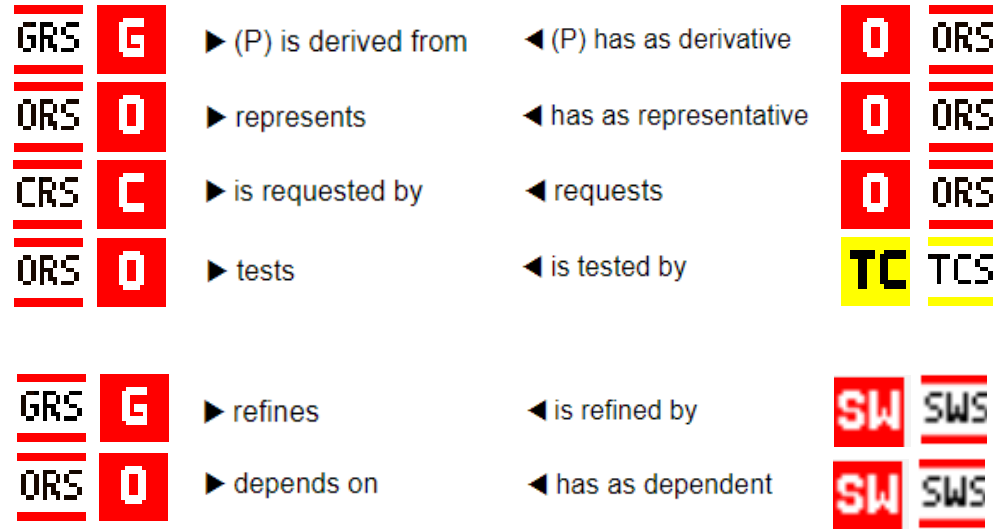 GRS G ▶ (P) is derived from ◀ (P) has as derivative O ORS
ORS O ▶ represents ◀ has as representative O ORS
CRS C ▶ is requested by ◀ requests O ORS
ORS O ▶ tests ◀ is tested by TC TCS
GRS G ▶ refines ◀ is refined by SW SWS
ORS O ▶ depends on ◀ has as dependent SW SWS